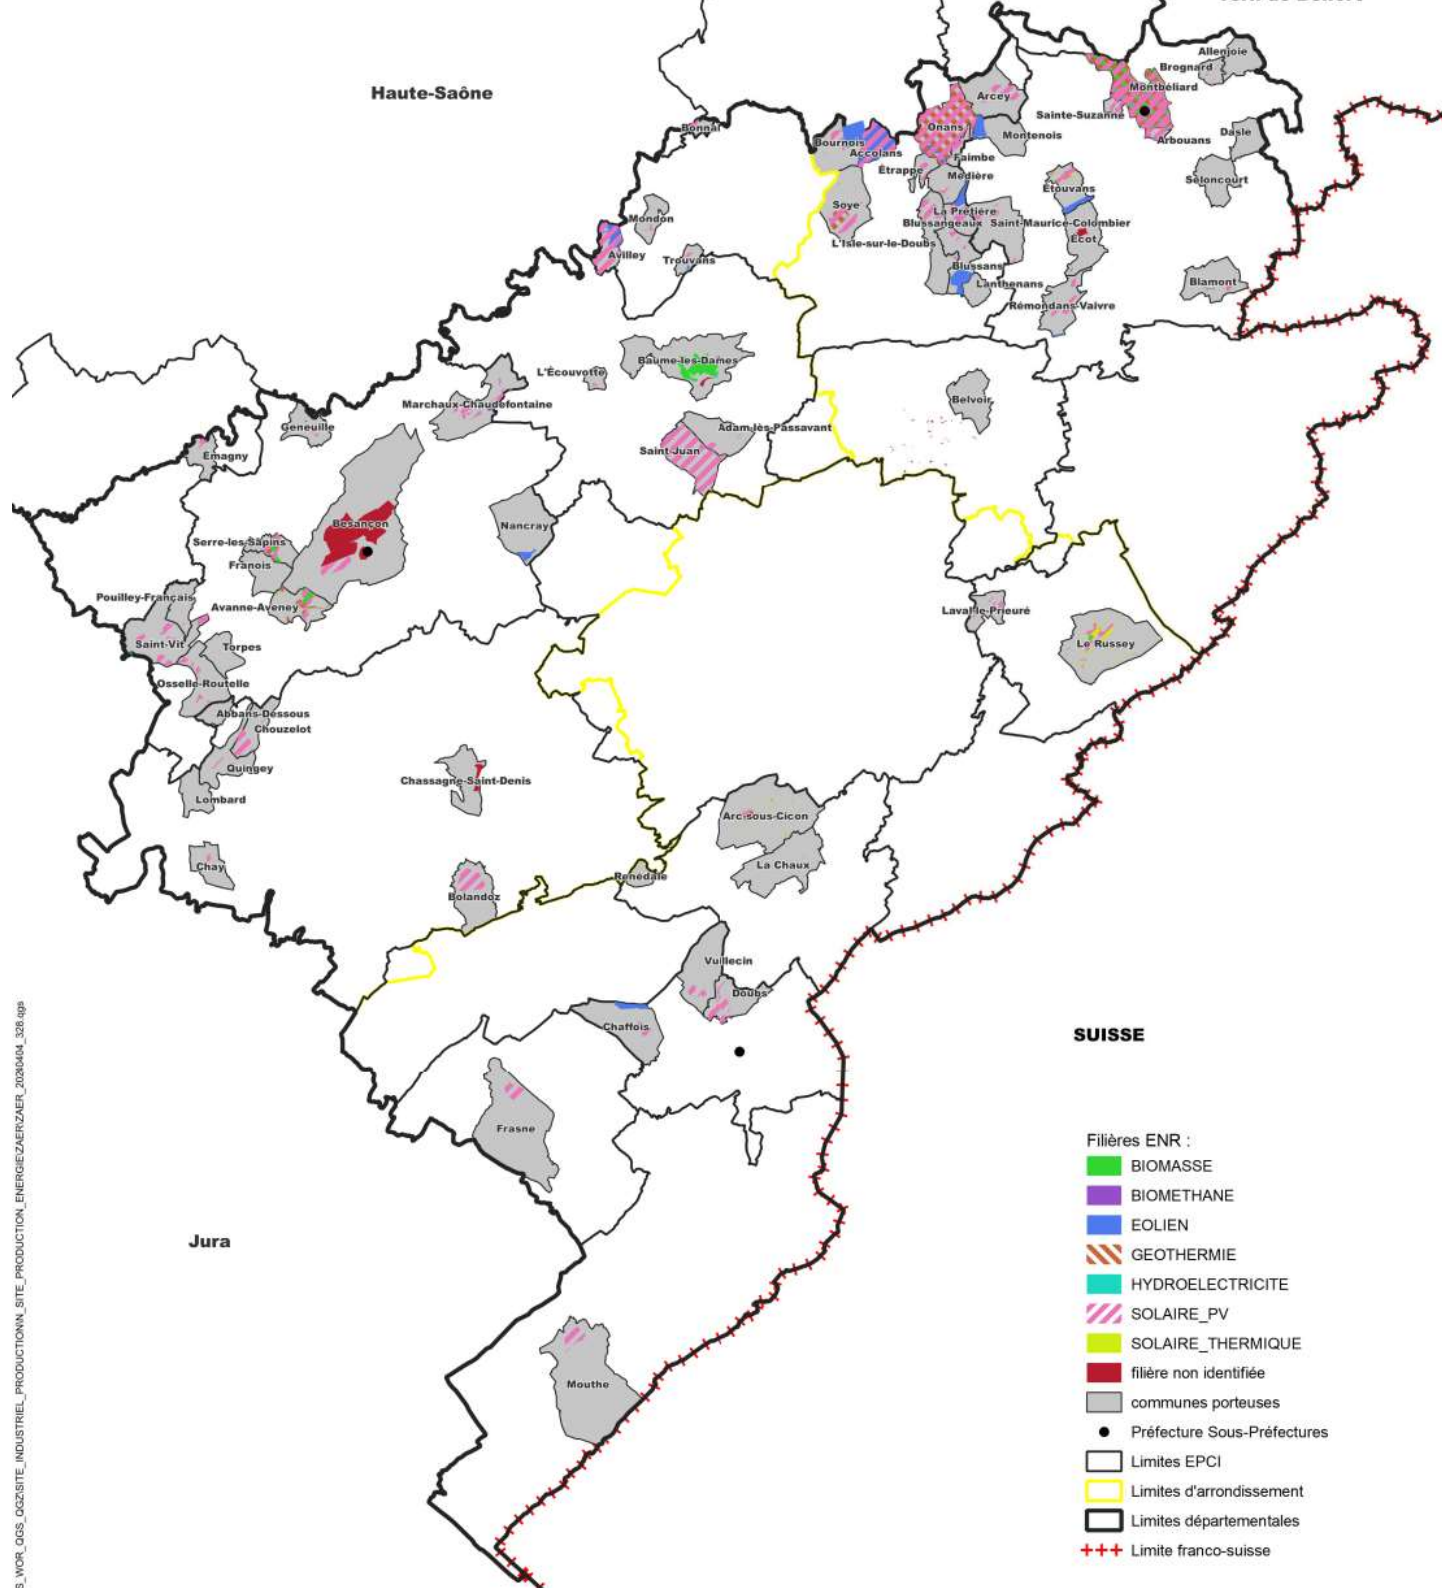 Haute-Saône
Allenjoie
Brognard
Montbéliard
Arcey
Sainte-Suzanne
Bonnal
Onans
Montenois
Dasle
Bournois
Arbouans
Accolans
Faimbe
Étrappe
Médière
Seloncourt
Étouvans
Soye
La Prétière
Mondon
Blussangeaux
Saint-Maurice-Colombier
Écot
L'Isle-sur-le-Doubs
Avilley
Trouvans
Blussans
Lanthenans
Blamont
Rémondans-Vaivre
Baume-les-Dames
L'Écouvotte
Belvoir
Marchaux-Chaudefontaine
Geneuille
Adam-lès-Passavant
Saint-Juan
Émagny
Besançon
Nancray
Serre-les-Sapins
Franois
Pouilley-Français
Avanne-Aveney
Laval-le-Prieuré
Saint-Vit
Torpes
Le Russey
Osselle-Routelle
Abbans-Dessous
Chouzelot
Quingey
Chassagne-Saint-Denis
Lombard
Arc-sous-Cicon
Chay
La Chaux
Renédale
Bolandoz
Vuillecin
Doubs
Chaffois
SUISSE
Frasne
Jura
Mouthe
Filières ENR :
BIOMASSE
BIOMETHANE
EOLIEN
GEOTHERMIE
HYDROELECTRICITE
SOLAIRE_PV
SOLAIRE_THERMIQUE
filière non identifiée
communes porteuses
Préfecture Sous-Préfectures
Limites EPCI
Limites d'arrondissement
Limites départementales
Limite franco-suisse
S_WOR_QGS_QGZ\SITE_INDUSTRIEL_PRODUCTION\N_SITE_PRODUCTION_ENERGIE\ZAER\ZAER_20240404_328.qgs